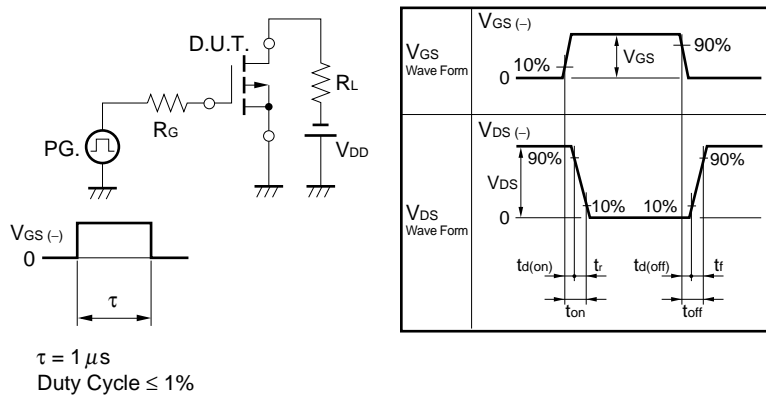 D.U.T.
RL
RG
PG.
VDD
VGS (−)
0
τ
τ = 1 μs
Duty Cycle ≤ 1%
VGS
Wave Form
VGS (−)
10%
VGS
90%
0
VDS
Wave Form
VDS (−)
90%
90%
VDS
10%
10%
0
td(on)
tr
td(off)
tf
ton
toff